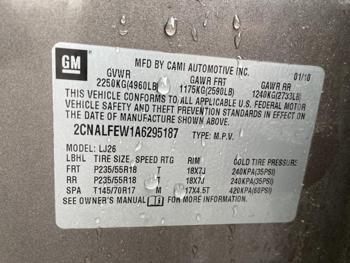 GM
MFD BY CAMI AUTOMOTIVE INC. 01/10
GVWR GAWR FRT GAWR RR
2250KG(4960LB) 1175KG(2590LB) 1240KG(2733LB)
THIS VEHICLE CONFORMS TO ALL APPLICABLE U.S. FEDERAL MOTOR
VEHICLE SAFETY AND THEFT PREVENTION STANDARDS IN EFFECT ON
THE DATE OF MANUFACTURE SHOWN ABOVE.
2CNALFEW1A6295187 TYPE: M.P.V.
MODEL: LJ26
LBHL TIRE SIZE SPEED RTG RIM COLD TIRE PRESSURE
FRT P235/55R18 T 18X7J 240KPA(35PSI)
RR P235/55R18 T 18X7J 240KPA(35PSI)
SPA T145/70R17 M 17X4.5T 420KPA(60PSI)
SEE OWNER'S MANUAL FOR MORE INFORMATION.